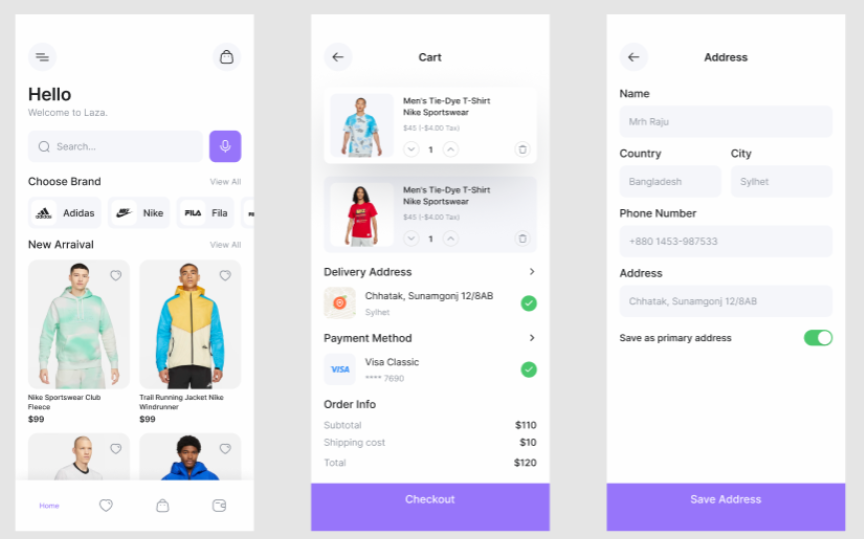 Hello
Welcome to Laza.
Search...
Choose Brand
View All
adidas
Adidas
Nike
FILA
Fila
New Arraival
View All
Nike Sportswear Club
Fleece
$99
Trail Running Jacket Nike
Windrunner
$99
Home
Cart
Men's Tie-Dye T-Shirt
Nike Sportswear
$45 (-$4.00 Tax)
1
Men's Tie-Dye T-Shirt
Nike Sportswear
$45 (-$4.00 Tax)
1
Delivery Address
Chhatak, Sunamgonj 12/8AB
Sylhet
Payment Method
VISA
Visa Classic
**** 7690
Order Info
Subtotal
$110
Shipping cost
$10
Total
$120
Checkout
Address
Name
Mrh Raju
Country
City
Bangladesh
Sylhet
Phone Number
+880 1453-987533
Address
Chhatak, Sunamgonj 12/8AB
Save as primary address
Save Address